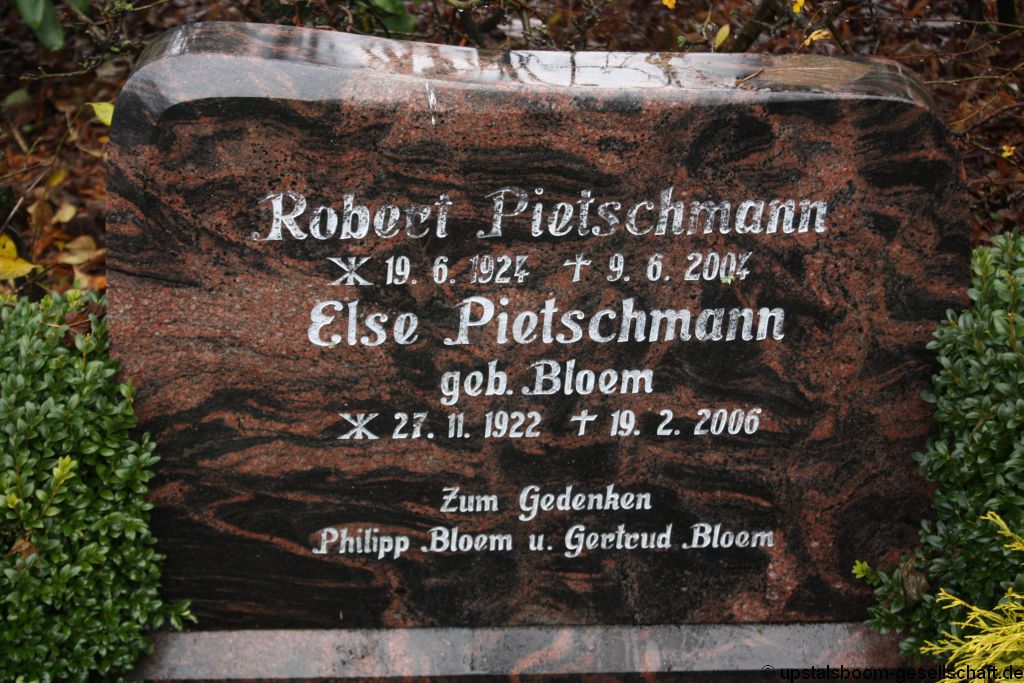 Robert Pietschmann
19. 6. 1924 † 9. 6. 2004
Else Pietschmann
geb. Bloem
27. 11. 1922 † 19. 2. 2006
Zum Gedenken
Philipp Bloem u. Gertrud Bloem
© upstalsboom-gesellschaft.de